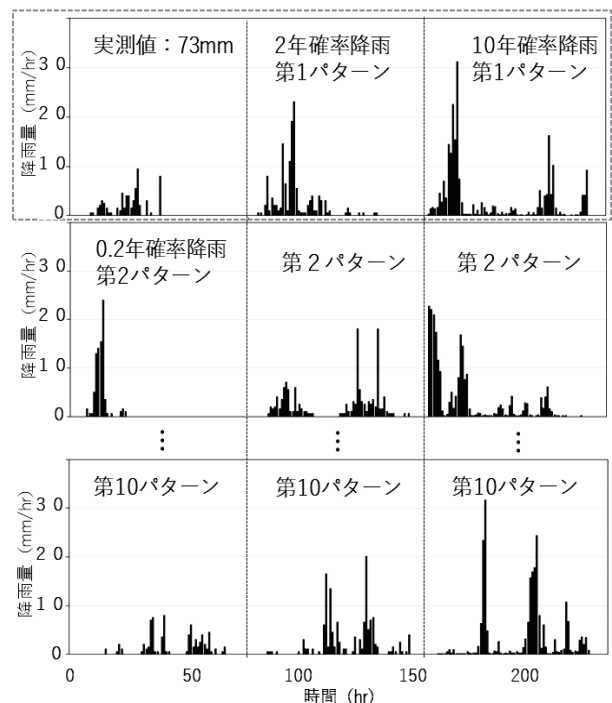 実測値：73mm
2年確率降雨
第1パターン
10年確率降雨
第1パターン
降雨量 (mm/hr)
30
20
10
0
0.2年確率降雨
第2パターン
第２パターン
第２パターン
降雨量 (mm/hr)
30
20
10
0
第10パターン
第10パターン
第10パターン
降雨量 (mm/hr)
30
20
10
0
0 50 100 150 200
時間 (hr)